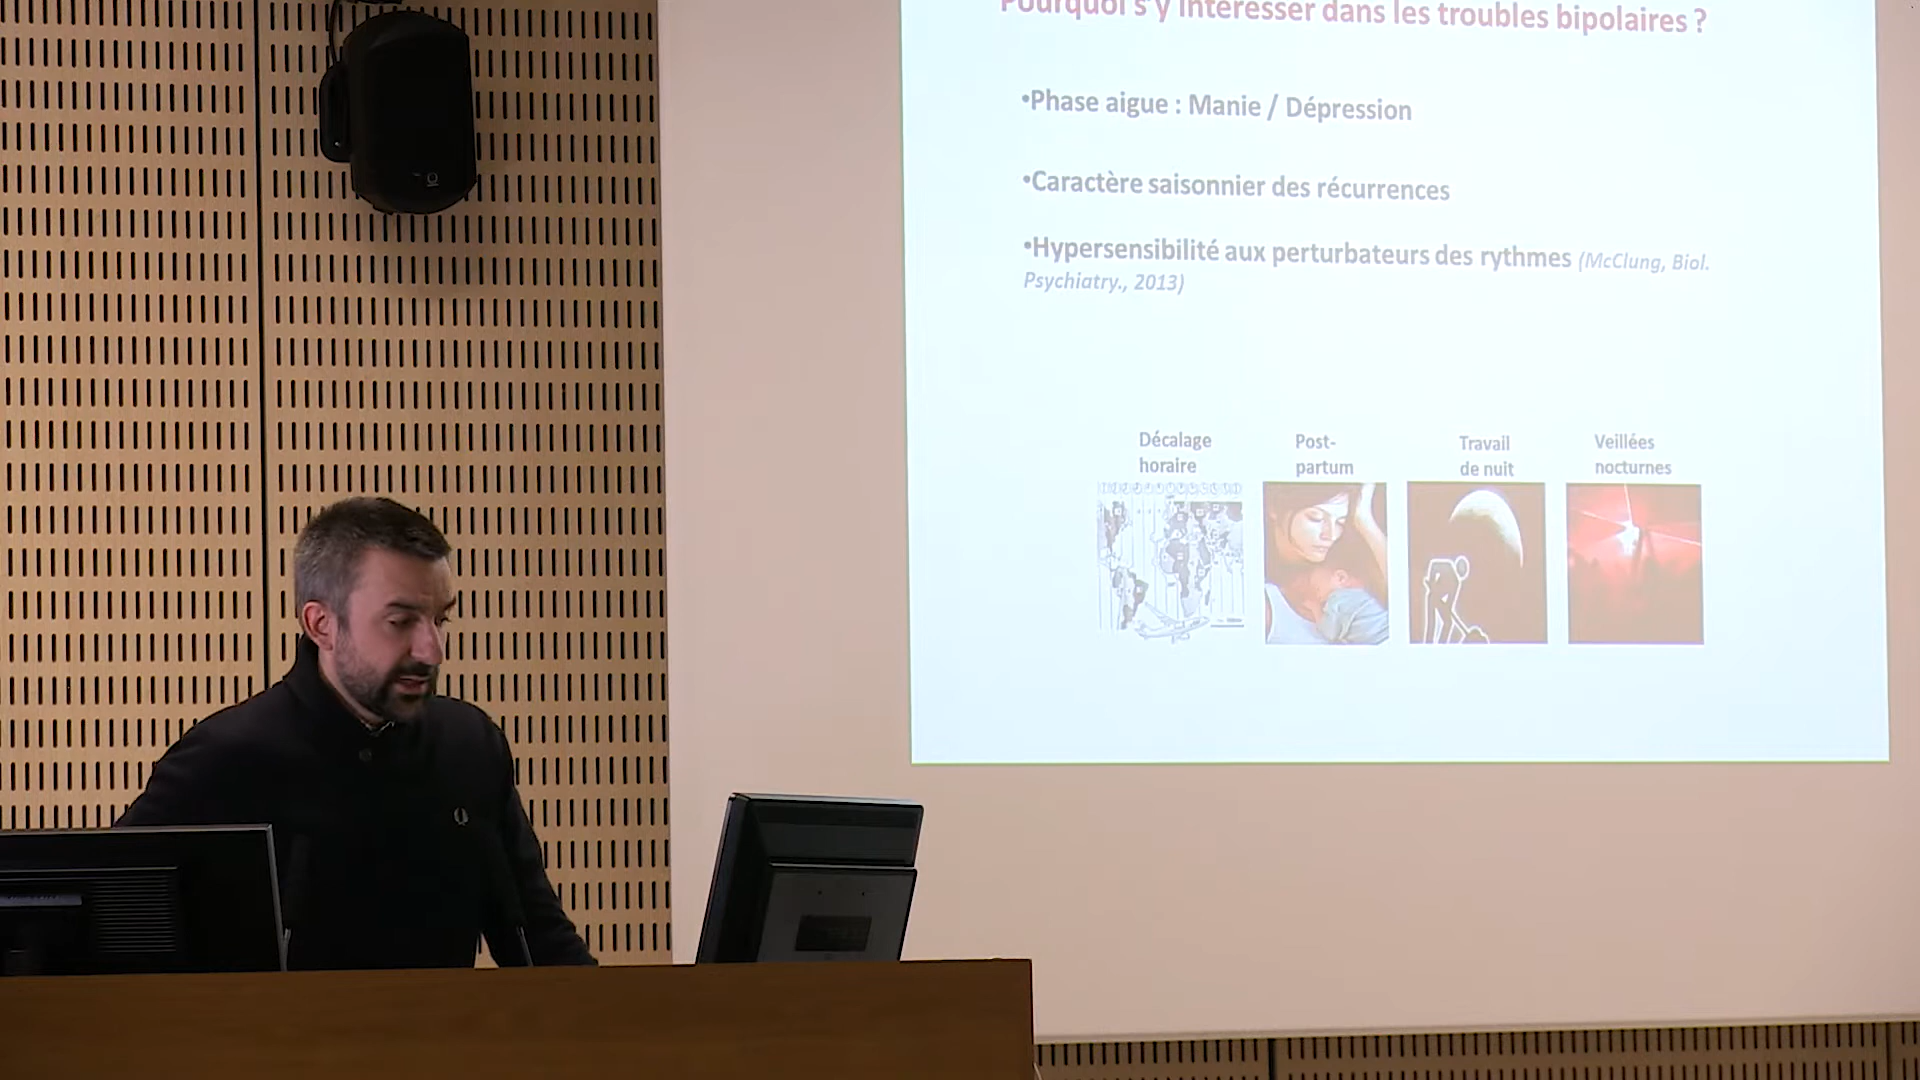 Pourquoi s'y intéresser dans les troubles bipolaires ?
•Phase aigue : Manie / Dépression
•Caractère saisonnier des récurrences
•Hypersensibilité aux perturbateurs des rythmes (McClung, Biol.
Psychiatry., 2013)
Décalage
horaire
Post-
partum
Travail
de nuit
Veillées
nocturnes